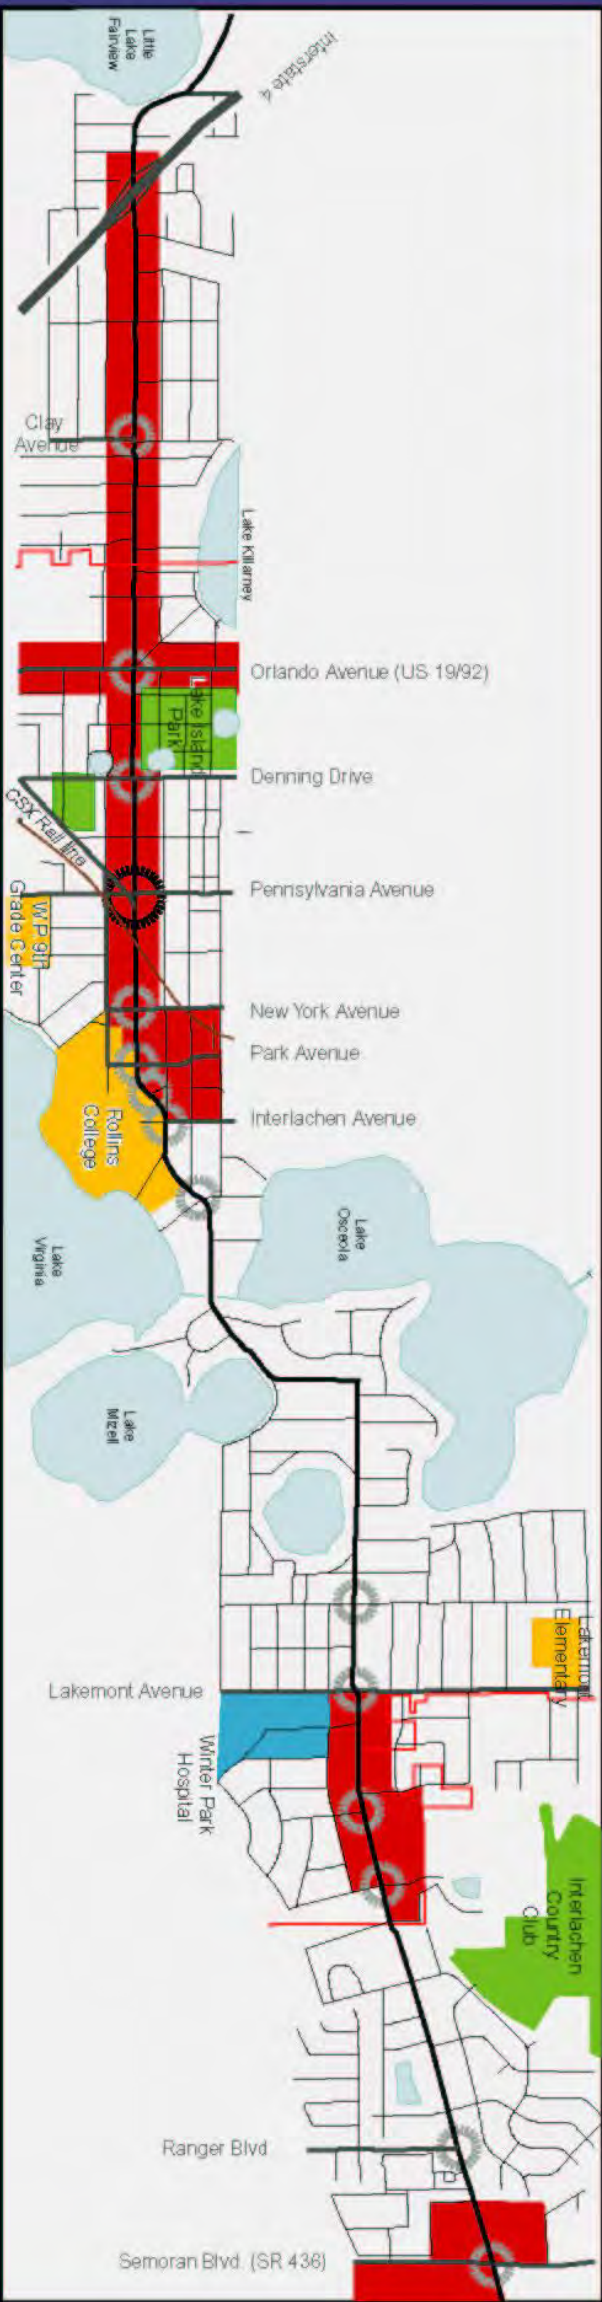 Little
Lake
Fairview
Interstate 4
Clay
Avenue
Lake Killarney
Orlando Avenue (US 19/92)
Lake Island
Park
Denning Drive
CSX Rail line
Pennsylvania Avenue
W.P. 9th
Grade Center
New York Avenue
Park Avenue
Interlachen Avenue
Rollins
College
Lake
Osceola
Lake
Virginia
Lake
Mizell
Lakemont
Elementary
Lakemont Avenue
Winter Park
Hospital
Interlachen
Country
Club
Ranger Blvd
Semoran Blvd. (SR 436)